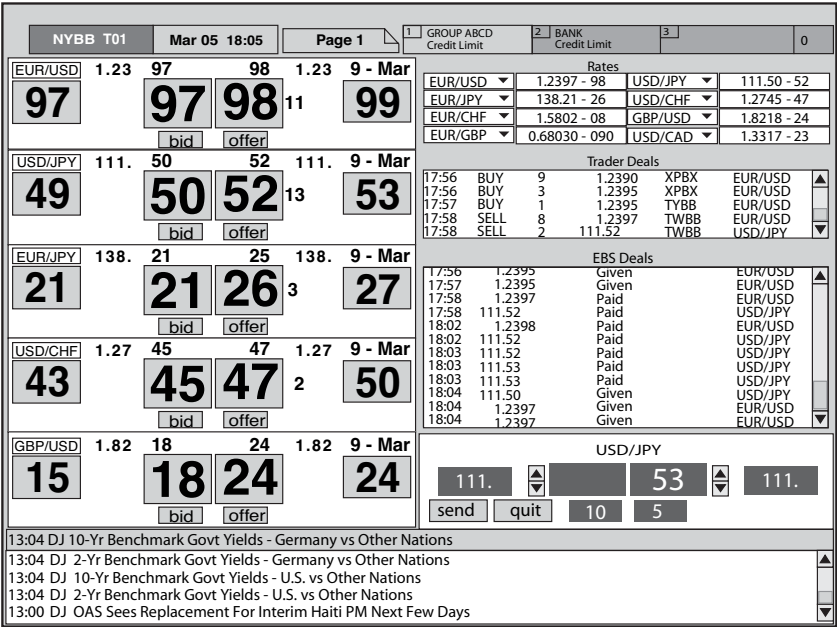 NYBB T01 Mar 05 18:05 Page 1 1 GROUP ABCD Credit Limit 2 BANK Credit Limit 3 0
EUR/USD 1.23 97 98 1.23 9 - Mar
97 97 98 11 99
bid offer
USD/JPY 111. 50 52 111. 9 - Mar
49 50 52 13 53
bid offer
EUR/JPY 138. 21 25 138. 9 - Mar
21 21 26 3 27
bid offer
USD/CHF 1.27 45 47 1.27 9 - Mar
43 45 47 2 50
bid offer
GBP/USD 1.82 18 24 1.82 9 - Mar
15 18 24 24
bid offer
Rates
EUR/USD 1.2397 - 98 USD/JPY 111.50 - 52
EUR/JPY 138.21 - 26 USD/CHF 1.2745 - 47
EUR/CHF 1.5802 - 08 GBP/USD 1.8218 - 24
EUR/GBP 0.68030 - 090 USD/CAD 1.3317 - 23
Trader Deals
17:56 BUY 9 1.2390 XPBX EUR/USD
17:56 BUY 3 1.2395 XPBX EUR/USD
17:57 BUY 1 1.2395 TYBB EUR/USD
17:58 SELL 8 1.2397 TWBB EUR/USD
17:58 SELL 2 111.52 TWBB USD/JPY
EBS Deals
17:56 1.2395 Given EUR/USD
17:57 1.2395 Given EUR/USD
17:58 1.2397 Paid EUR/USD
17:58 111.52 Paid USD/JPY
18:02 1.2398 Paid EUR/USD
18:02 111.52 Paid USD/JPY
18:03 111.52 Paid USD/JPY
18:03 111.53 Paid USD/JPY
18:03 111.53 Paid USD/JPY
18:04 111.50 Given USD/JPY
18:04 1.2397 Given EUR/USD
18:04 1.2397 Given EUR/USD
USD/JPY
111. 53 111.
send quit 10 5
13:04 DJ 10-Yr Benchmark Govt Yields - Germany vs Other Nations
13:04 DJ 2-Yr Benchmark Govt Yields - Germany vs Other Nations
13:04 DJ 10-Yr Benchmark Govt Yields - U.S. vs Other Nations
13:04 DJ 2-Yr Benchmark Govt Yields - U.S. vs Other Nations
13:00 DJ OAS Sees Replacement For Interim Haiti PM Next Few Days